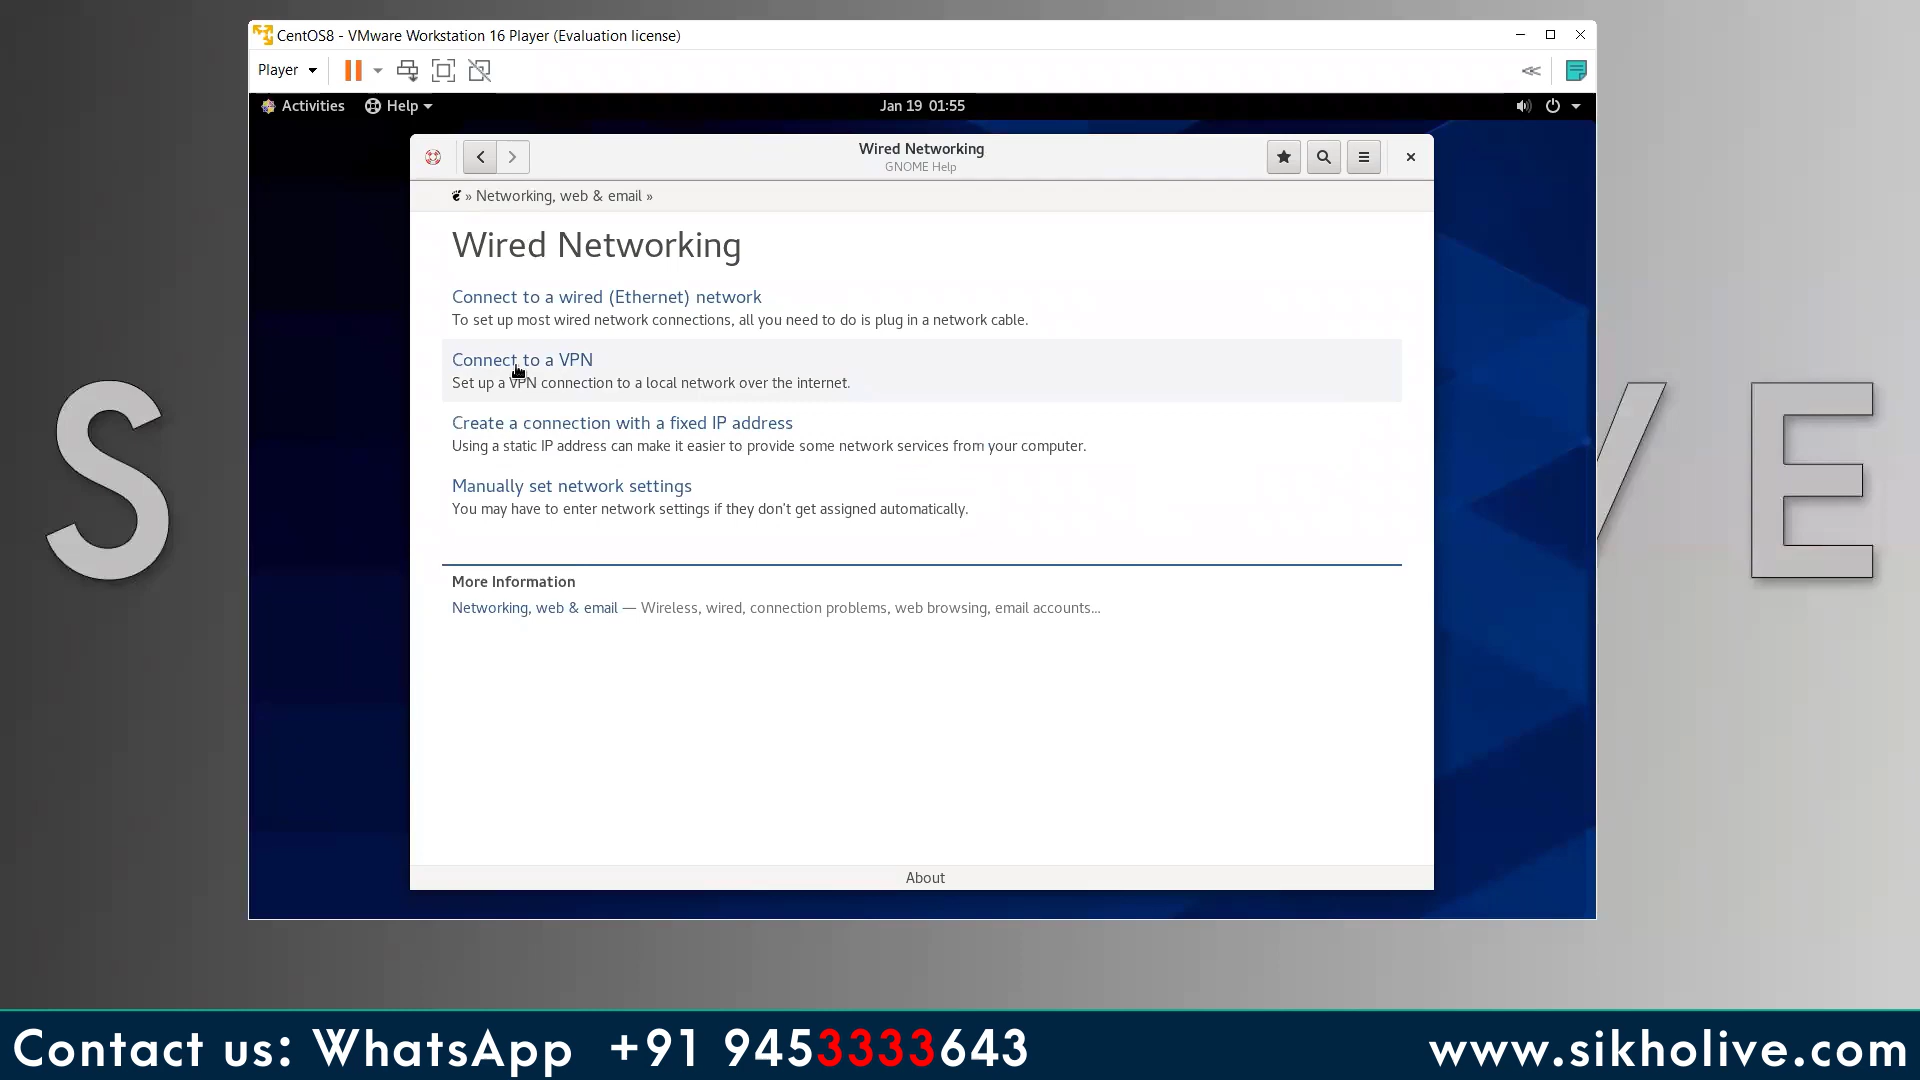 CentOS8 - VMware Workstation 16 Player (Evaluation license)
Player
Activities
Help
Jan 19 01:55
Wired Networking
GNOME Help
» Networking, web & email »
Wired Networking
Connect to a wired (Ethernet) network
To set up most wired network connections, all you need to do is plug in a network cable.
Connect to a VPN
Set up a VPN connection to a local network over the internet.
Create a connection with a fixed IP address
Using a static IP address can make it easier to provide some network services from your computer.
Manually set network settings
You may have to enter network settings if they don't get assigned automatically.
More Information
Networking, web & email — Wireless, wired, connection problems, web browsing, email accounts…
About
S
V E
Contact us: WhatsApp +91 9453333643
www.sikholive.com